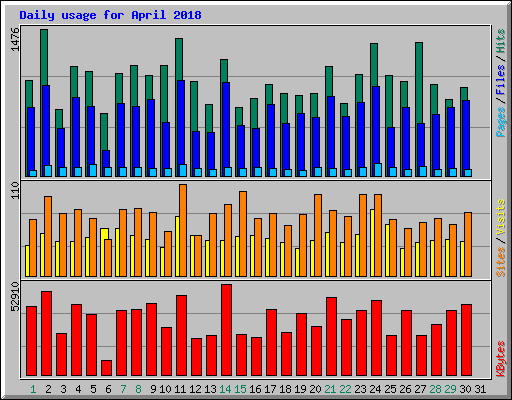 Daily usage for April 2018
1476
Pages / Files / Hits
110
Sites / Visits
52910
KBytes
1 2 3 4 5 6 7 8 9 10 11 12 13 14 15 16 17 18 19 20 21 22 23 24 25 26 27 28 29 30 31